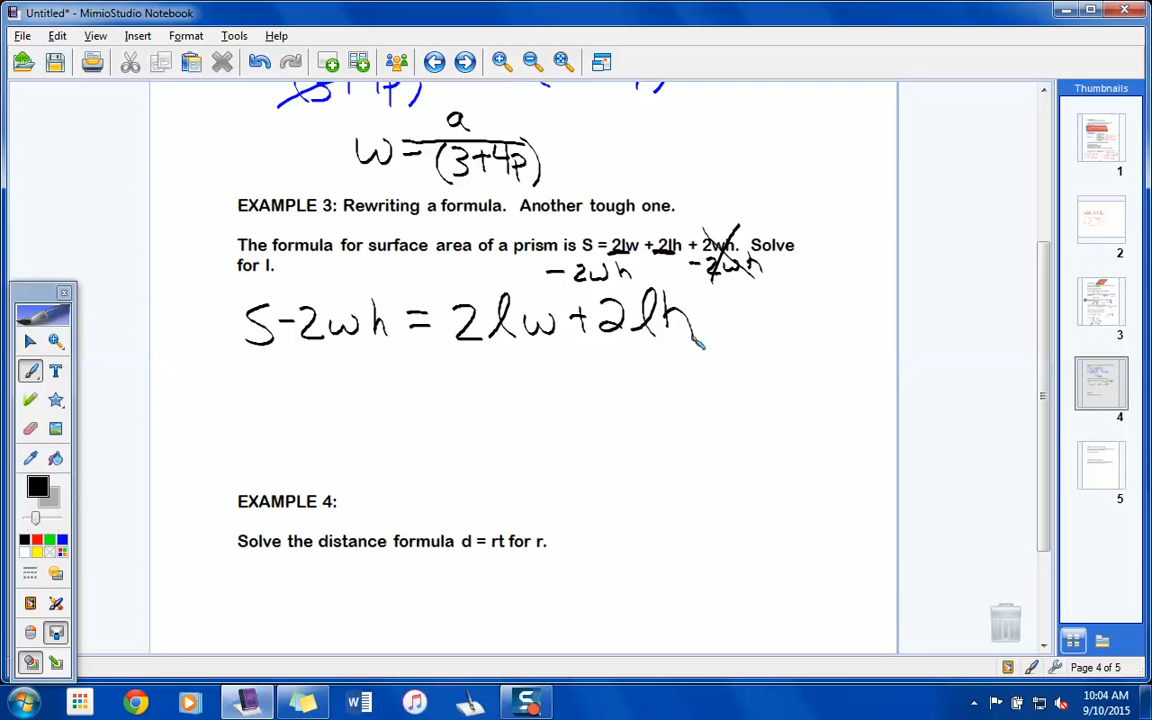 Untitled* - MimioStudio Notebook
File Edit View Insert Format Tools Help
Thumbnails
w = a / (3+4p)
EXAMPLE 3: Rewriting a formula. Another tough one.
The formula for surface area of a prism is S = 2lw + 2lh + 2wh. Solve
for l.
-2wh -2wh
S-2wh = 2lw+2lh
EXAMPLE 4:
Solve the distance formula d = rt for r.
1
2
3
4
5
Page 4 of 5
10:04 AM
9/10/2015